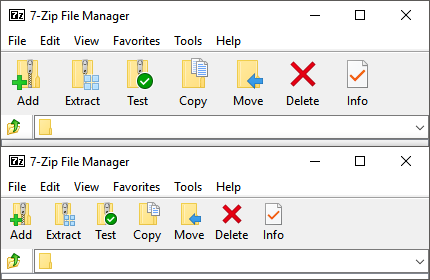 7z 7-Zip File Manager
File Edit View Favorites Tools Help
Add Extract Test Copy Move Delete Info
7z 7-Zip File Manager
File Edit View Favorites Tools Help
Add Extract Test Copy Move Delete Info